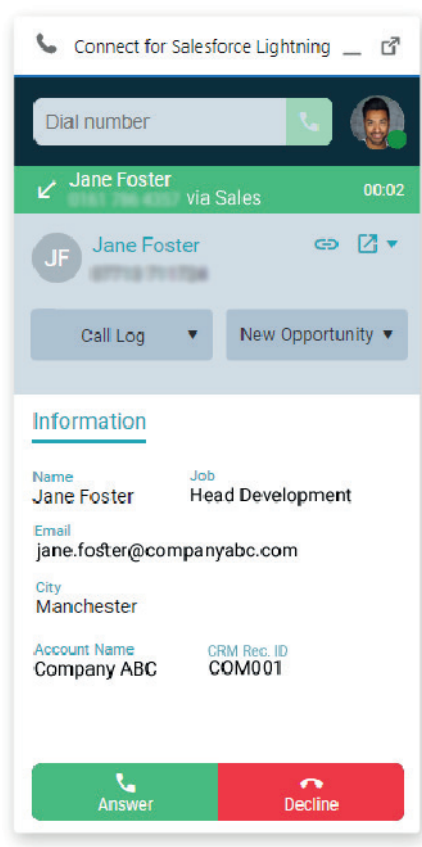 Connect for Salesforce Lightning
Dial number
Jane Foster
via Sales
00:02
JF
Jane Foster
Call Log
New Opportunity
Information
Name
Job
Jane Foster
Head Development
Email
jane.foster@companyabc.com
City
Manchester
Account Name
CRM Rec. ID
Company ABC
COM001
Answer
Decline